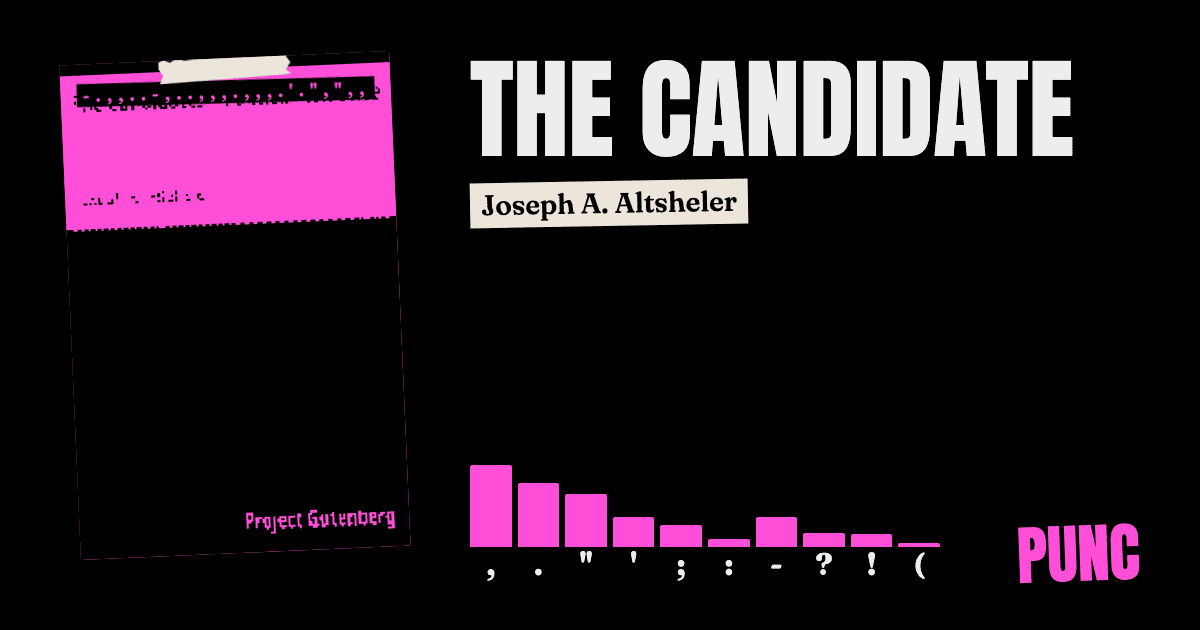 THE CANDIDATE
Joseph A. Altsheler
- . , , . . - , . . , , , . , , , . ' . " , " , ,
Project Gutenberg
, . " ' ; : - ? ! (
PUNC